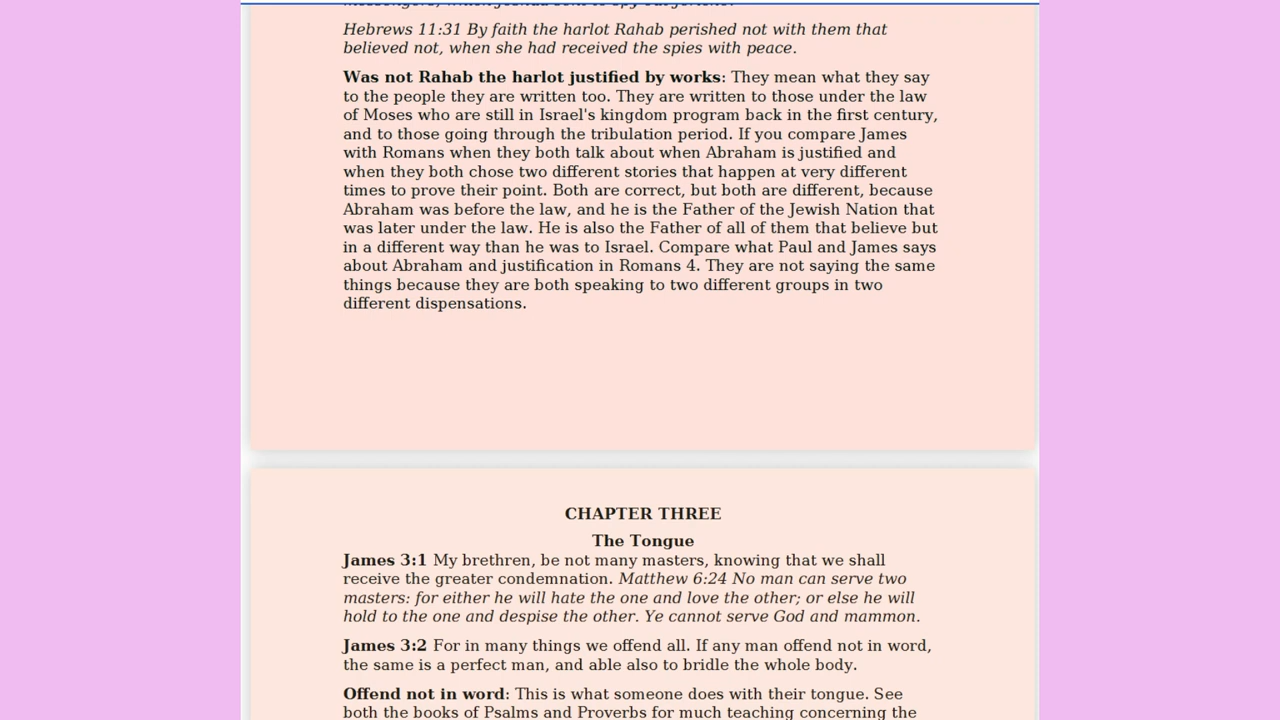 Hebrews 11:31 By faith the harlot Rahab perished not with them that
believed not, when she had received the spies with peace.
Was not Rahab the harlot justified by works: They mean what they say
to the people they are written too. They are written to those under the law
of Moses who are still in Israel's kingdom program back in the first century,
and to those going through the tribulation period. If you compare James
with Romans when they both talk about when Abraham is justified and
when they both chose two different stories that happen at very different
times to prove their point. Both are correct, but both are different, because
Abraham was before the law, and he is the Father of the Jewish Nation that
was later under the law. He is also the Father of all of them that believe but
in a different way than he was to Israel. Compare what Paul and James says
about Abraham and justification in Romans 4. They are not saying the same
things because they are both speaking to two different groups in two
different dispensations.
CHAPTER THREE
The Tongue
James 3:1 My brethren, be not many masters, knowing that we shall
receive the greater condemnation. Matthew 6:24 No man can serve two
masters: for either he will hate the one and love the other; or else he will
hold to the one and despise the other. Ye cannot serve God and mammon.
James 3:2 For in many things we offend all. If any man offend not in word,
the same is a perfect man, and able also to bridle the whole body.
Offend not in word: This is what someone does with their tongue. See
both the books of Psalms and Proverbs for much teaching concerning the